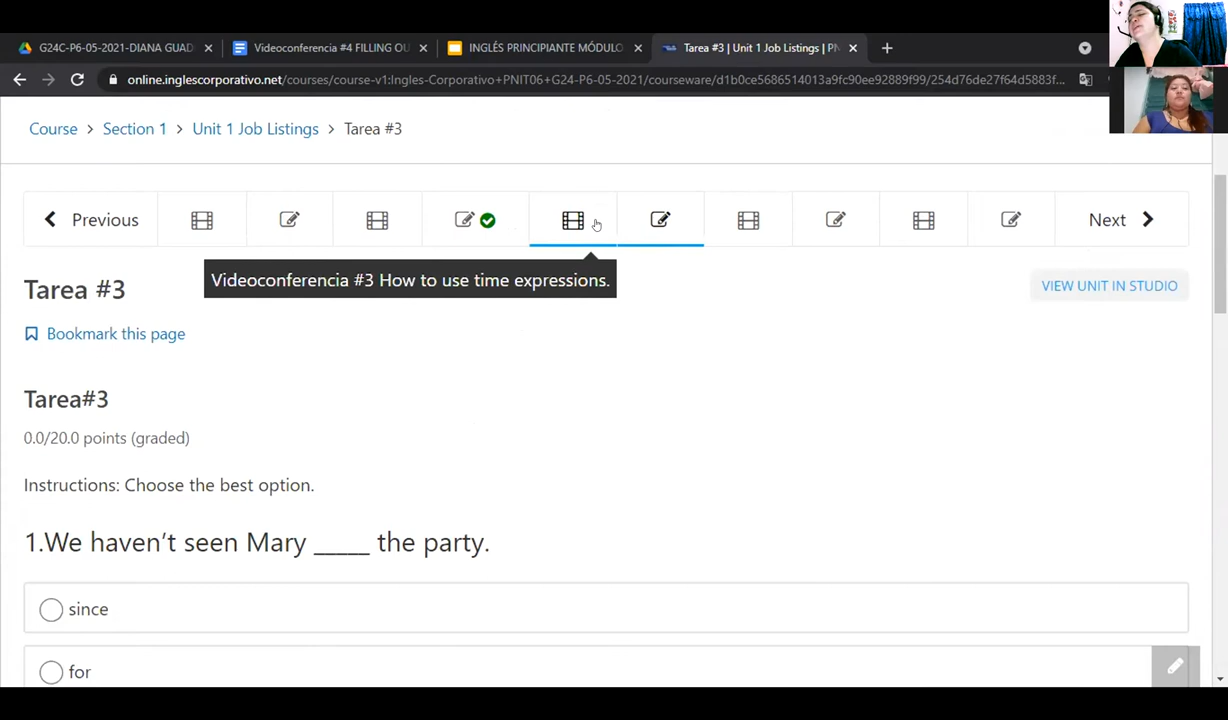 G24C-P6-05-2021-DIANA GUAD
Videoconferencia #4 FILLING OU
INGLÉS PRINCIPIANTE MÓDULO
Tarea #3 | Unit 1 Job Listings | PN
online.inglescorporativo.net/courses/course-v1:Ingles-Corporativo+PNIT06+G24-P6-05-2021/courseware/d1b0ce5686514013a9fc90ee92889f99/254d76de27f64d5883f...
Course > Section 1 > Unit 1 Job Listings > Tarea #3
Previous
Next
Videoconferencia #3 How to use time expressions.
Tarea #3
VIEW UNIT IN STUDIO
Bookmark this page
Tarea#3
0.0/20.0 points (graded)
Instructions: Choose the best option.
1.We haven’t seen Mary _____ the party.
since
for